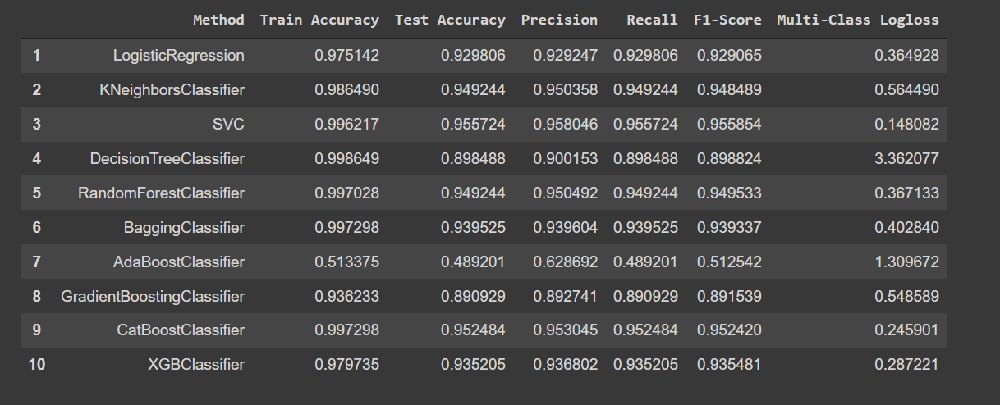 Method Train Accuracy Test Accuracy Precision Recall F1-Score Multi-Class Logloss
1 LogisticRegression 0.975142 0.929806 0.929247 0.929806 0.929065 0.364928
2 KNeighborsClassifier 0.986490 0.949244 0.950358 0.949244 0.948489 0.564490
3 SVC 0.996217 0.955724 0.958046 0.955724 0.955854 0.148082
4 DecisionTreeClassifier 0.998649 0.898488 0.900153 0.898488 0.898824 3.362077
5 RandomForestClassifier 0.997028 0.949244 0.950492 0.949244 0.949533 0.367133
6 BaggingClassifier 0.997298 0.939525 0.939604 0.939525 0.939337 0.402840
7 AdaBoostClassifier 0.513375 0.489201 0.628692 0.489201 0.512542 1.309672
8 GradientBoostingClassifier 0.936233 0.890929 0.892741 0.890929 0.891539 0.548589
9 CatBoostClassifier 0.997298 0.952484 0.953045 0.952484 0.952420 0.245901
10 XGBClassifier 0.979735 0.935205 0.936802 0.935205 0.935481 0.287221